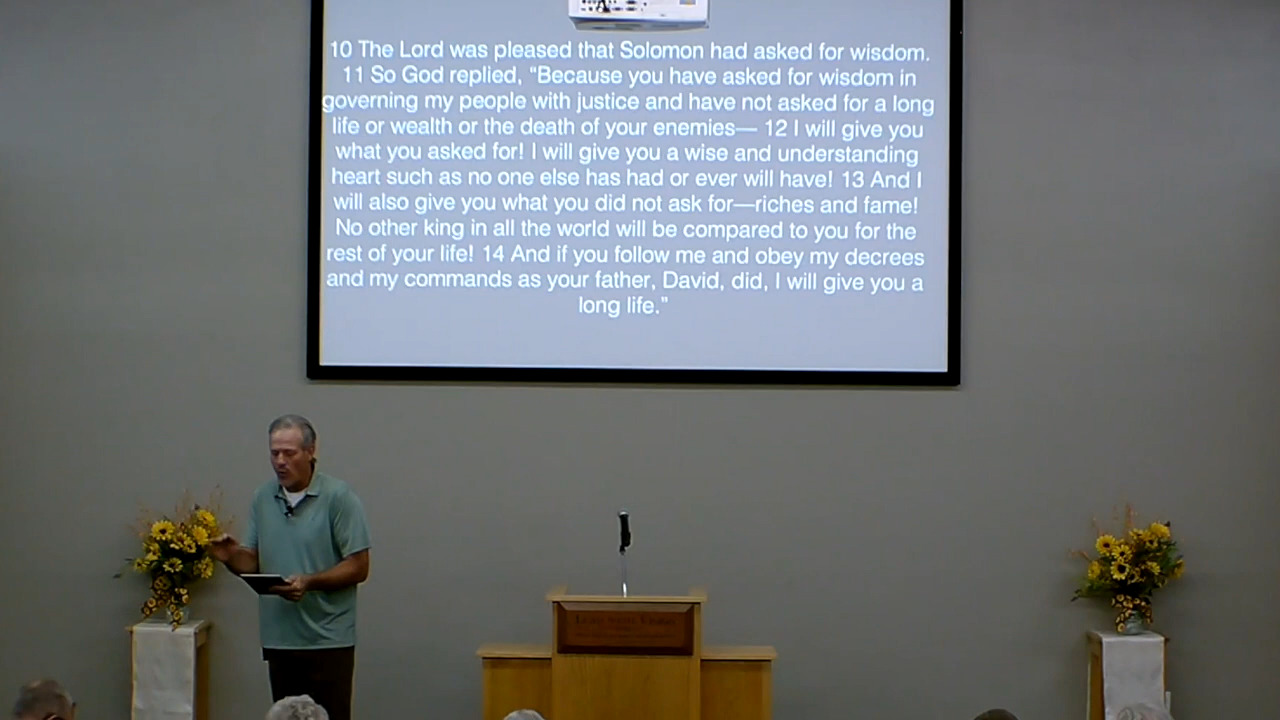 10 The Lord was pleased that Solomon had asked for wisdom.
11 So God replied, "Because you have asked for wisdom in
governing my people with justice and have not asked for a long
life or wealth or the death of your enemies— 12 I will give you
what you asked for! I will give you a wise and understanding
heart such as no one else has had or ever will have! 13 And I
will also give you what you did not ask for—riches and fame!
No other king in all the world will be compared to you for the
rest of your life! 14 And if you follow me and obey my decrees
and my commands as your father, David, did, I will give you a
long life."